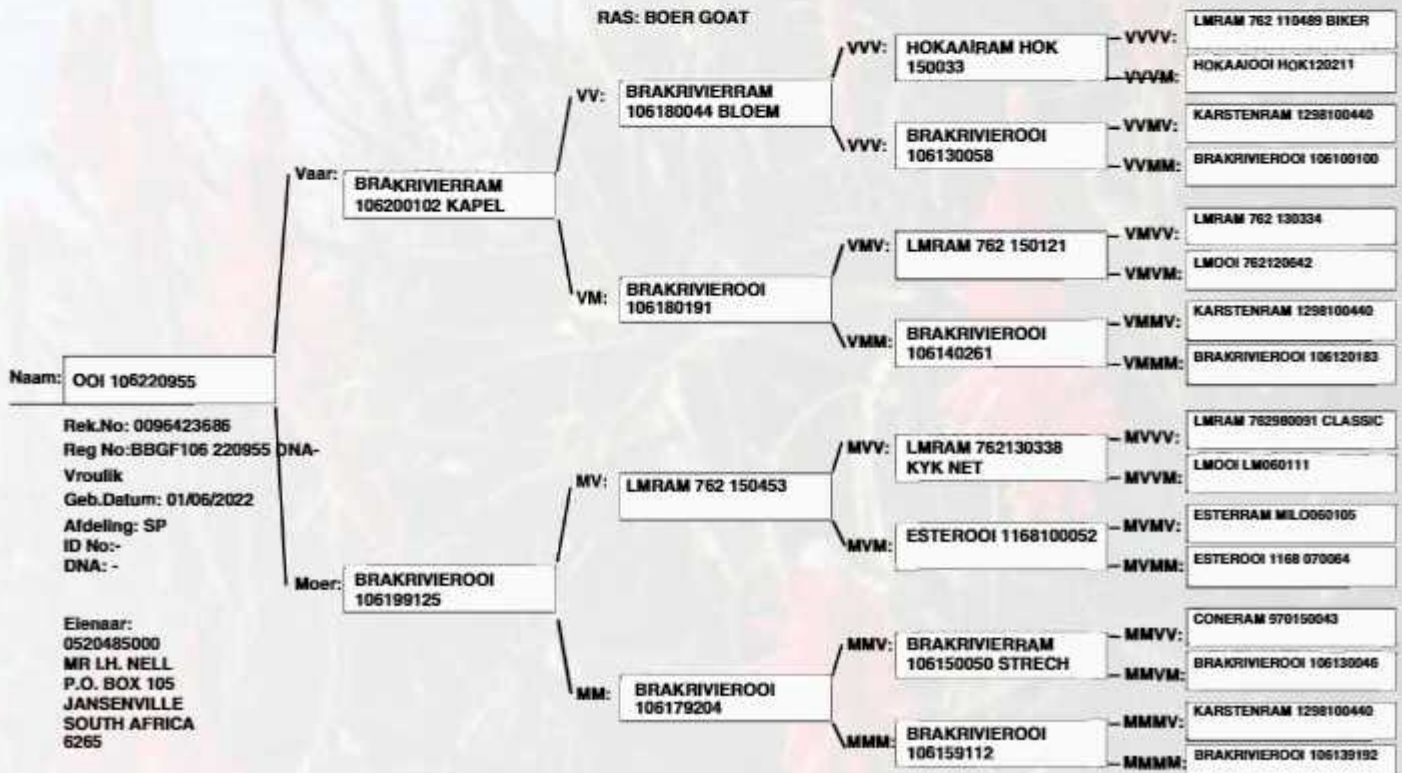 RAS: BOER GOAT
Naam: OOI 106220955
Rek.No: 0096423686
Reg No:BBGF106 220955 DNA-
Vroulik
Geb.Datum: 01/06/2022
Afdeling: SP
ID No:-
DNA: -
Eienaar:
0520485000
MR LH. NELL
P.O. BOX 105
JANSENVILLE
SOUTH AFRICA
6265
Vaar: BRAKRIVIERRAM
106200102 KAPEL
Moer: BRAKRIVIEROOI
106199125
VV: BRAKRIVIERRAM
106180044 BLOEM
VM: BRAKRIVIEROOI
106180191
MV: LMRAM 762 150453
MM: BRAKRIVIEROOI
106179204
VVV: HOKAAIRAM HOK
150033
VVV: BRAKRIVIEROOI
106130058
VMV: LMRAM 762 150121
VMM: BRAKRIVIEROOI
106140261
MVV: LMRAM 762130338
KYK NET
MVM: ESTEROOI 1168100052
MMV: BRAKRIVIERRAM
106150050 STRECH
MMM: BRAKRIVIEROOI
106159112
VVVV: LMRAM 762 110489 BIKER
VVVM: HOKAAIOOI HOK120211
VVMV: KARSTENRAM 1298100440
VVMM: BRAKRIVIEROOI 106100100
VMVV: LMRAM 762 130334
VMVM: LMOOI 762120642
VMMV: KARSTENRAM 1298100440
VMMM: BRAKRIVIEROOI 106120183
MVVV: LMRAM 762980091 CLASSIC
MVVM: LMOOI LM060111
MVMV: ESTERRAM MILO060105
MVMM: ESTEROOI 1168 070064
MMVV: CONERAM 970150043
MMVM: BRAKRIVIEROOI 106130046
MMMV: KARSTENRAM 1298100440
MMMM: BRAKRIVIEROOI 106139192